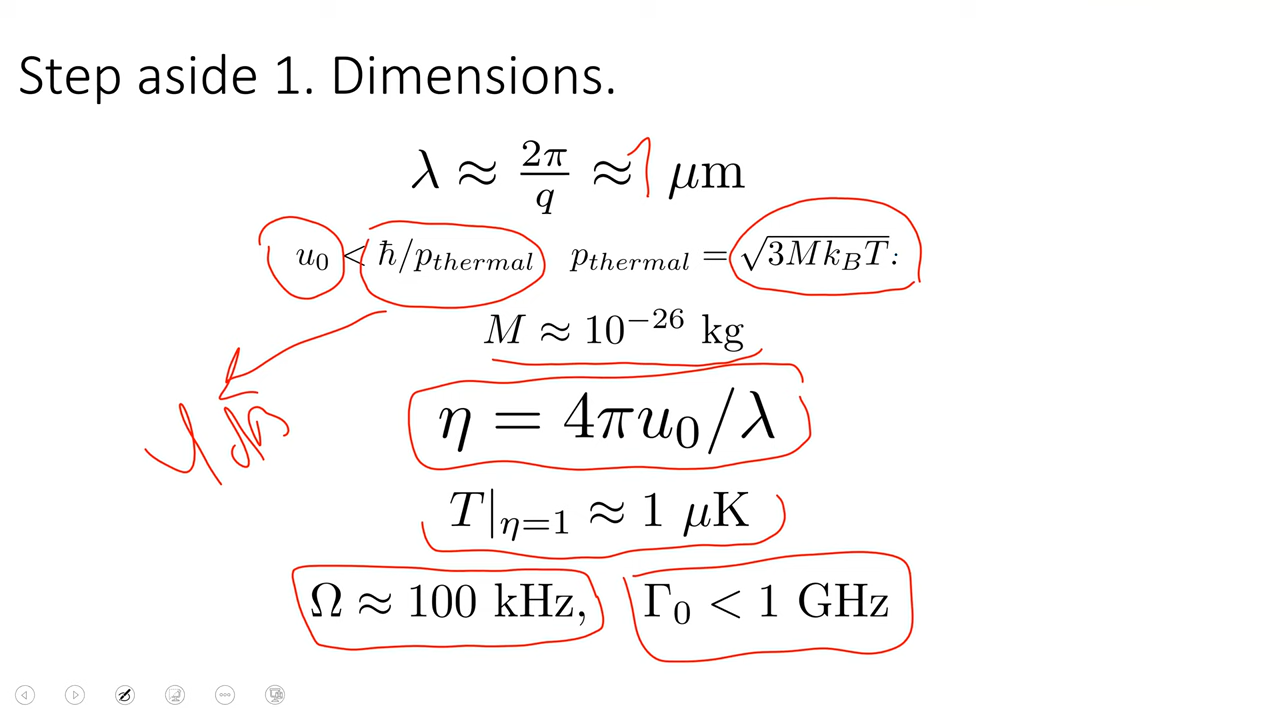 Step aside 1. Dimensions.
λ ≈ 2π/q ≈ 1 μm
u₀ < ħ/p_thermal p_thermal = √(3Mk_BT):
M ≈ 10⁻²⁶ kg
η = 4πu₀/λ
T|η=1 ≈ 1 μK
Ω ≈ 100 kHz, Γ₀ < 1 GHz